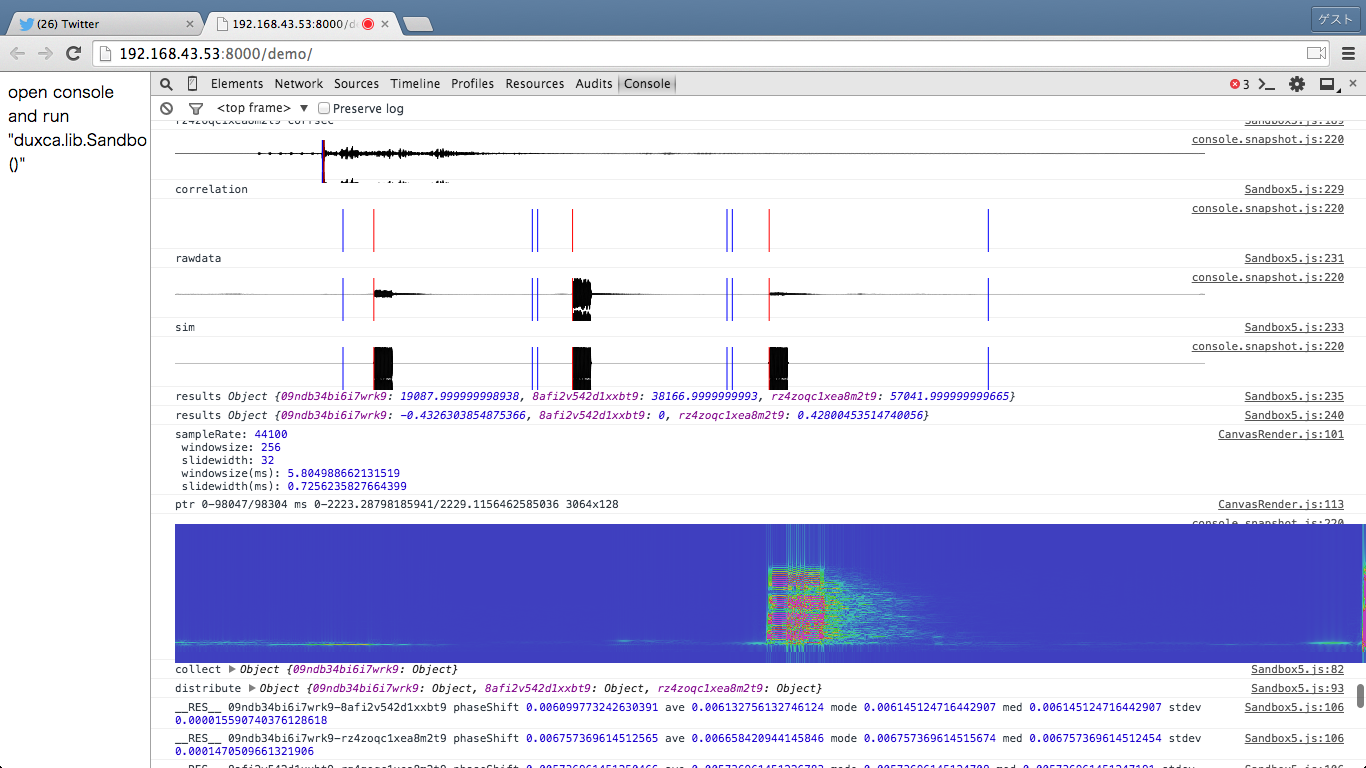 (26) Twitter
192.168.43.53:8000/de
ゲスト
192.168.43.53:8000/demo/
open console
and run
"duxca.lib.Sandbo
()"
Elements Network Sources Timeline Profiles Resources Audits Console
3
<top frame> Preserve log
rz4zoqc1xea8m2t9 corrsec Sandbox5.js:189
console.snapshot.js:220
correlation Sandbox5.js:229
console.snapshot.js:220
rawdata Sandbox5.js:231
console.snapshot.js:220
sim Sandbox5.js:233
console.snapshot.js:220
results Object {09ndb34bi6i7wrk9: 19087.999999998938, 8afi2v542d1xxbt9: 38166.9999999993, rz4zoqc1xea8m2t9: 57041.999999999665} Sandbox5.js:235
results Object {09ndb34bi6i7wrk9: -0.4326303854875366, 8afi2v542d1xxbt9: 0, rz4zoqc1xea8m2t9: 0.42800453514740056} Sandbox5.js:240
sampleRate: 44100 CanvasRender.js:101
windowsize: 256
slidewidth: 32
windowsize(ms): 5.804988662131519
slidewidth(ms): 0.7256235827664399
ptr 0-98047/98304 ms 0-2223.28798185941/2229.1156462585036 3064x128 CanvasRender.js:113
console.snapshot.js:220
collect Object {09ndb34bi6i7wrk9: Object} Sandbox5.js:82
distribute Object {09ndb34bi6i7wrk9: Object, 8afi2v542d1xxbt9: Object, rz4zoqc1xea8m2t9: Object} Sandbox5.js:93
__RES__ 09ndb34bi6i7wrk9-8afi2v542d1xxbt9 phaseShift 0.006099773242630391 ave 0.006132756132746124 mode 0.006145124716442907 med 0.006145124716442907 stdev Sandbox5.js:106
0.000015590740376128618
__RES__ 09ndb34bi6i7wrk9-rz4zoqc1xea8m2t9 phaseShift 0.006757369614512565 ave 0.006658420944145846 mode 0.006757369614515674 med 0.006757369614512454 stdev Sandbox5.js:106
0.0001470509661321906